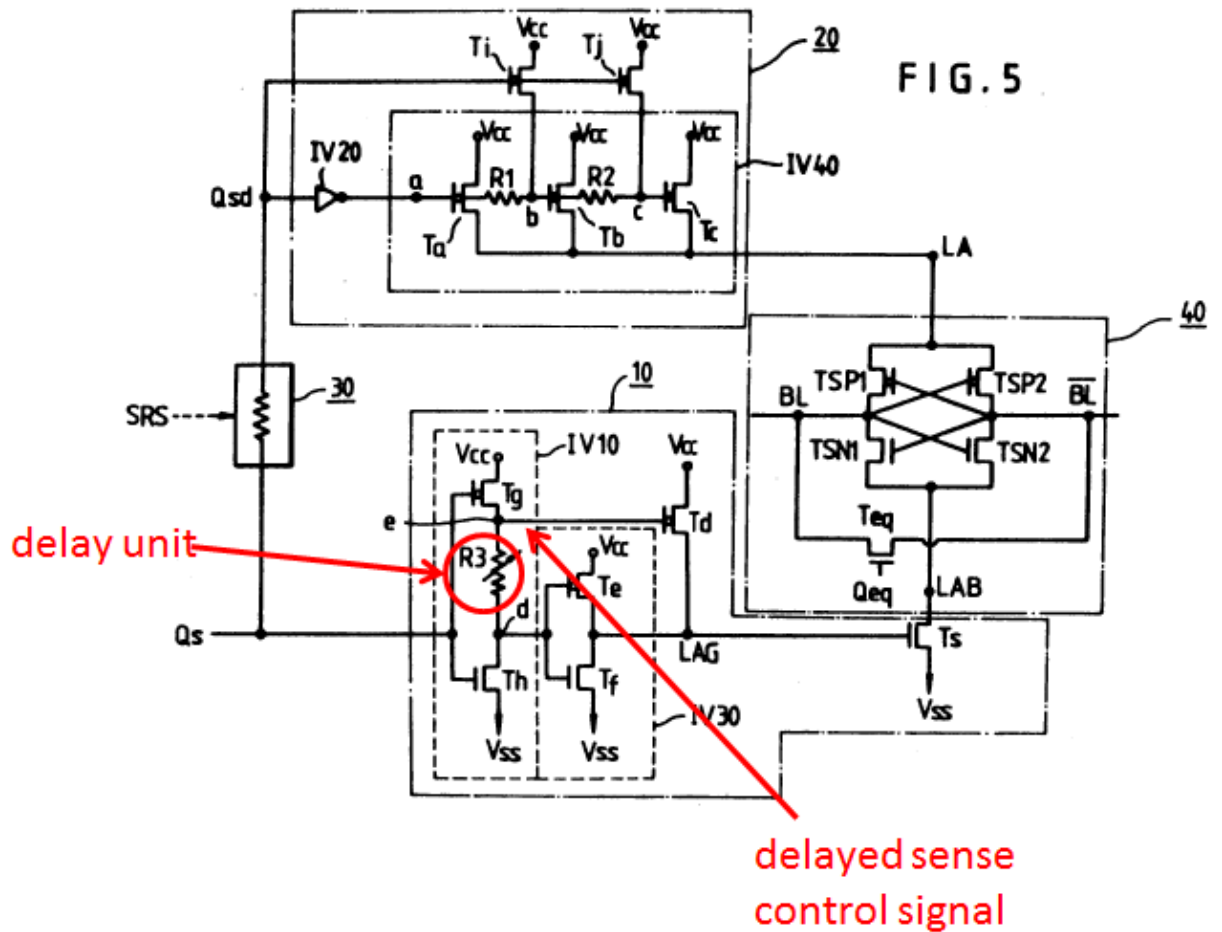 Vcc
Vcc
20
Ti
Tj
FIG.5
Vcc
Vcc
Vcc
IV20
IV40
Qsd
a
R1
b
R2
c
Ta
Tb
Tc
LA
40
30
SRS
10
TSP1
TSP2
BL
BL
TSN1
TSN2
IV10
Vcc
Vcc
Tg
e
Td
Teq
delay unit
R3
Vcc
Te
Qeq
LAB
d
Qs
LAG
Ts
Th
Tf
Vss
IV30
Vss
Vss
delayed sense
control signal